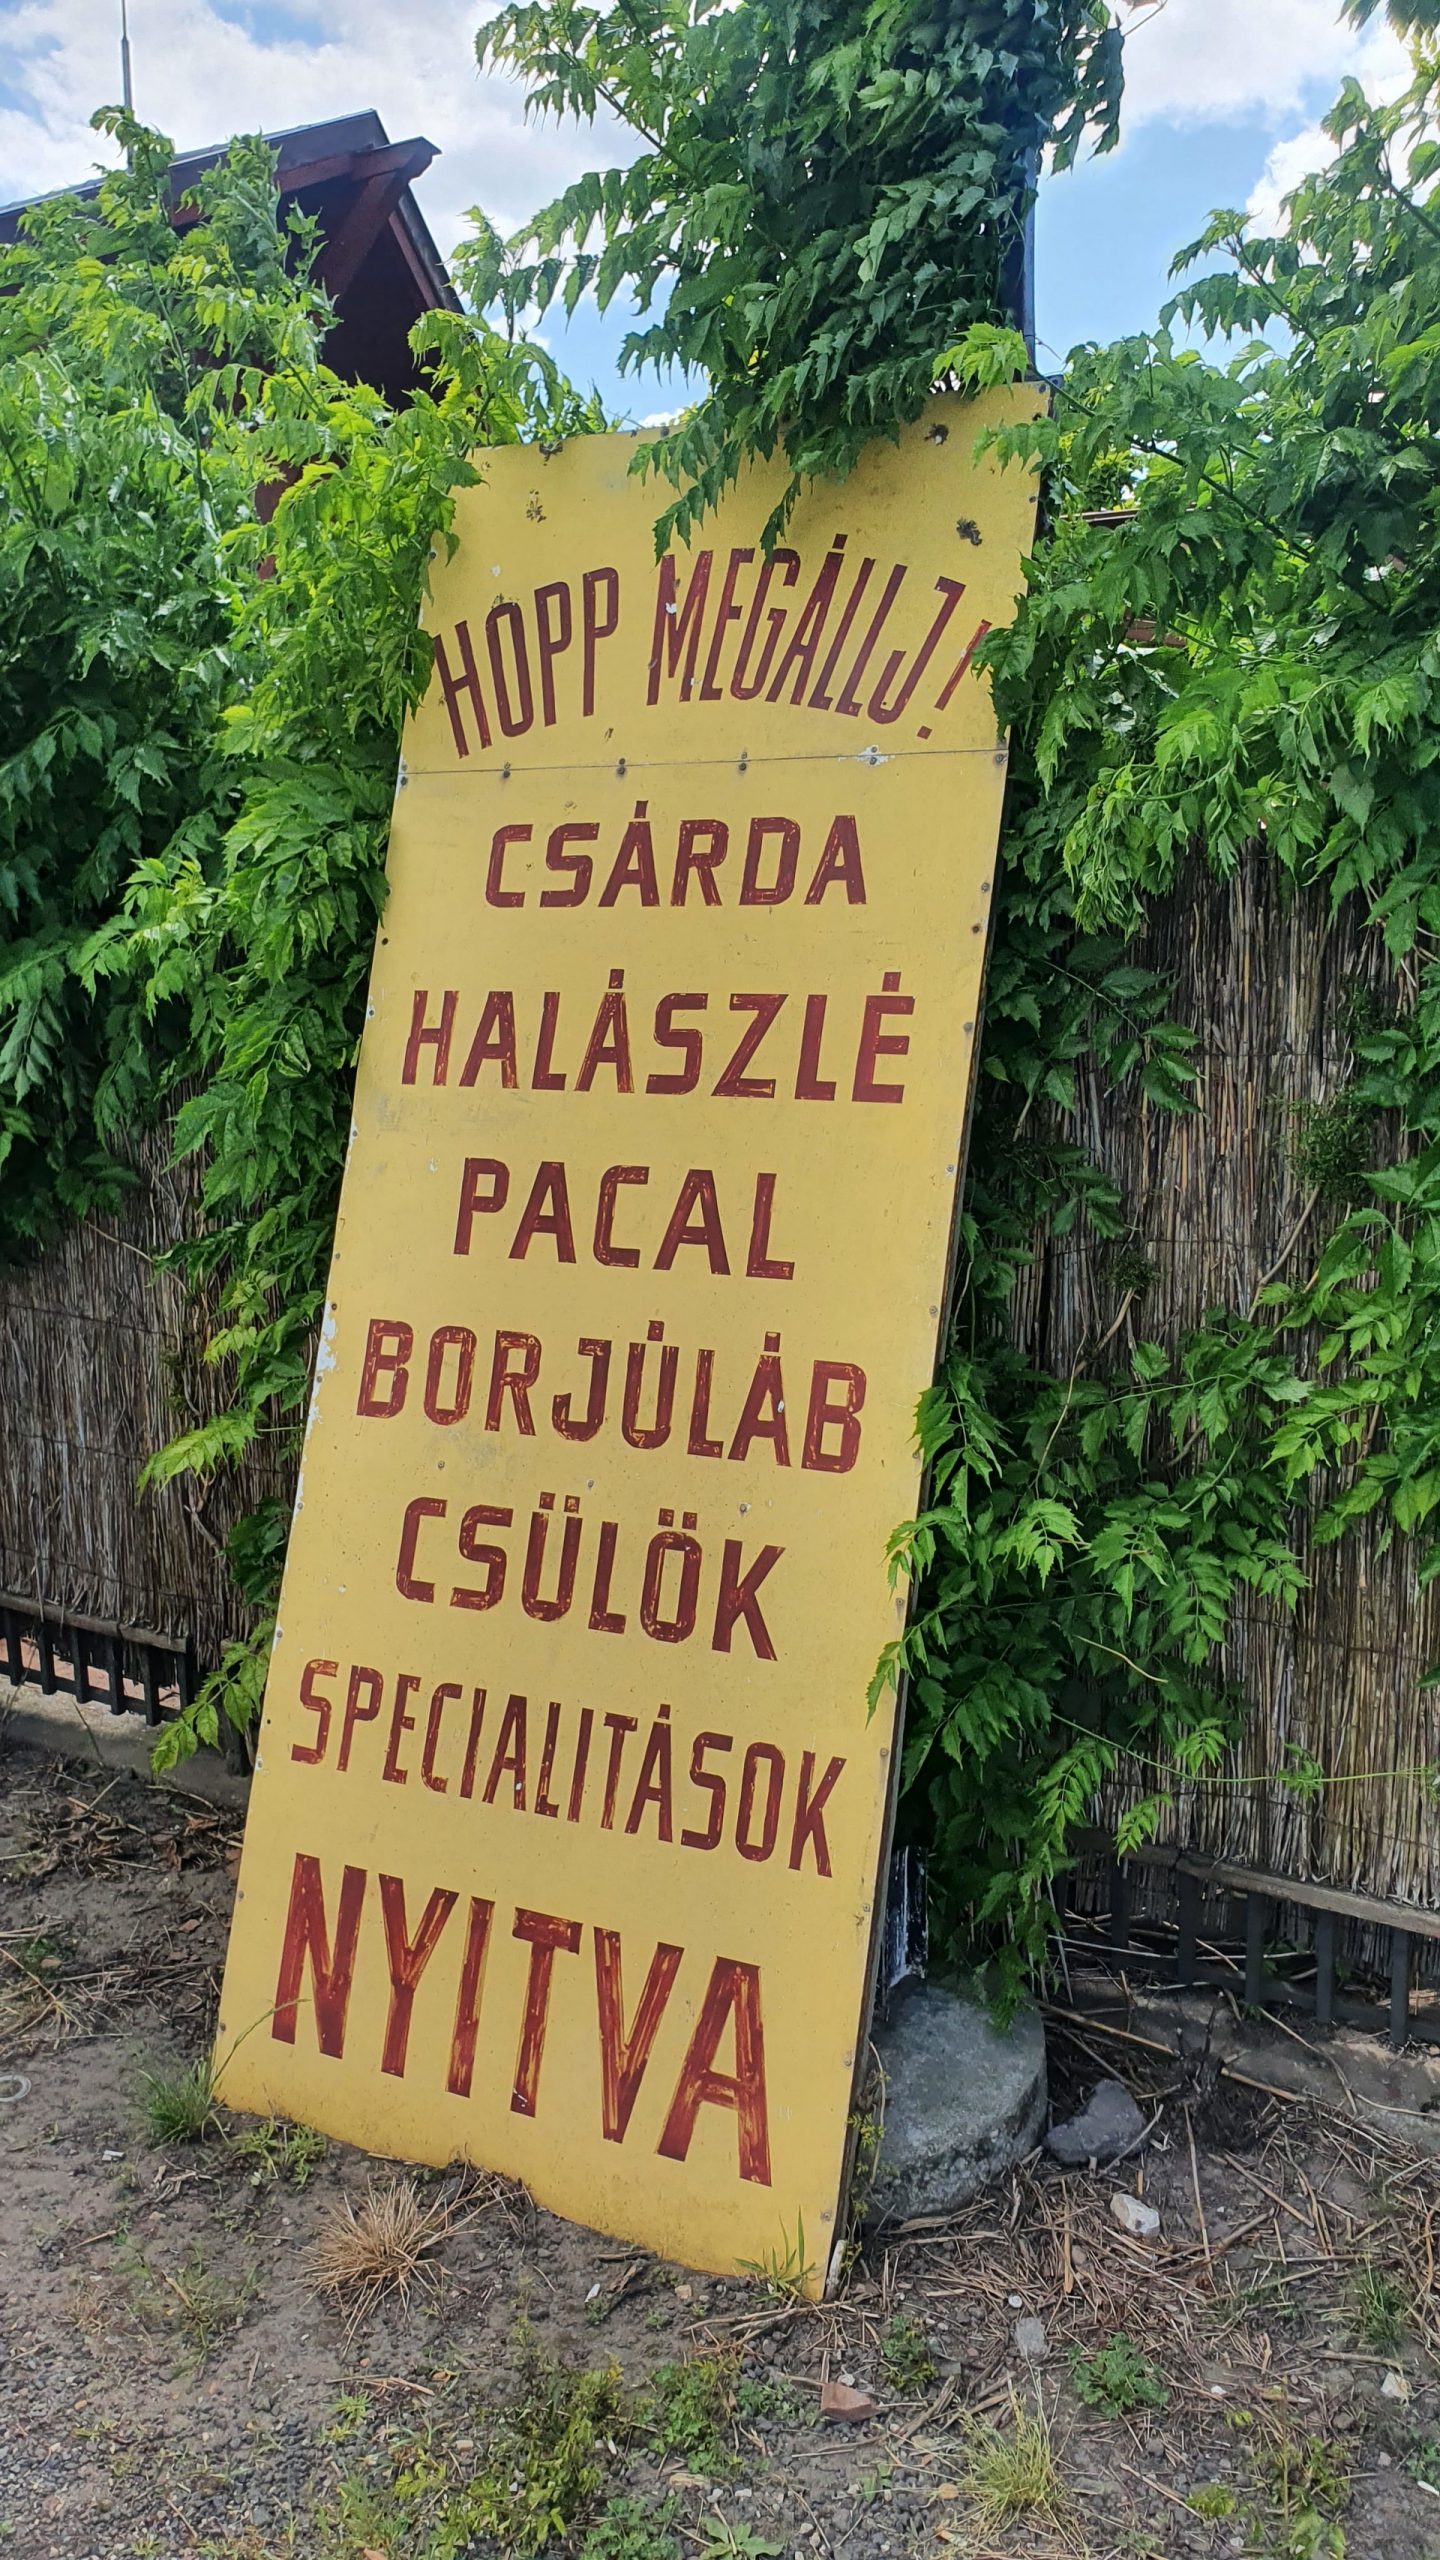 HOPP MEGÁLLJ!
CSÁRDA
HALÁSZLÉ
PACAL
BORJÚLÁB
CSÜLÖK
SPECIALITÁSOK
NYITVA